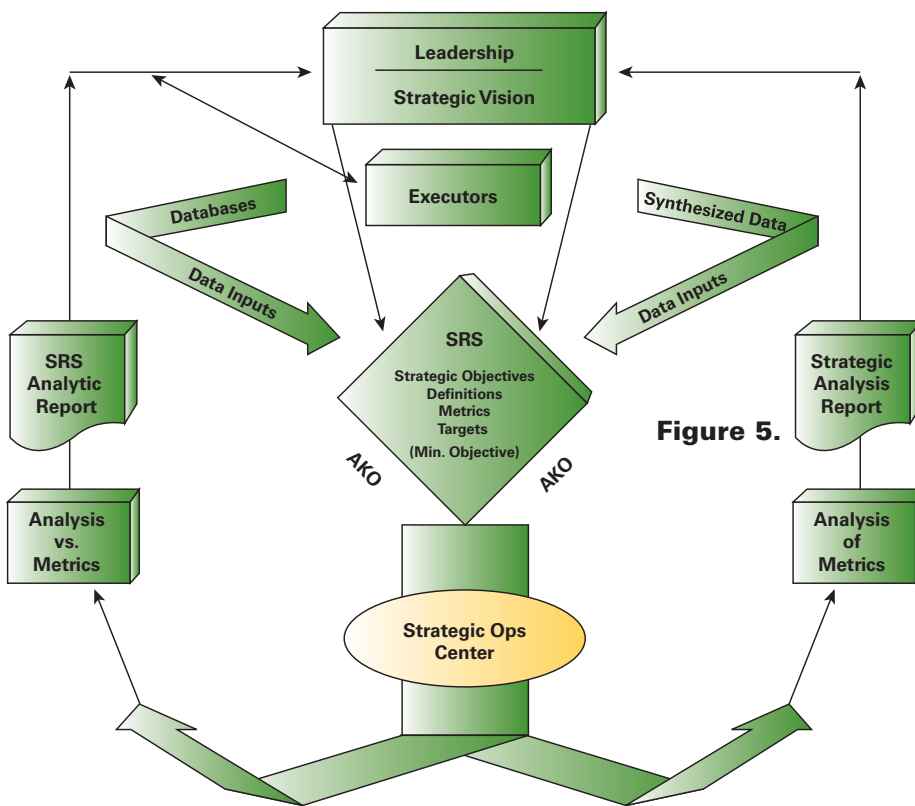 Leadership
Strategic Vision
Executors
Databases
Data Inputs
Synthesized Data
Data Inputs
SRS
Strategic Objectives
Definitions
Metrics
Targets
(Min. Objective)
AKO
AKO
Figure 5.
SRS
Analytic
Report
Strategic
Analysis
Report
Analysis
vs.
Metrics
Analysis
of
Metrics
Strategic Ops
Center